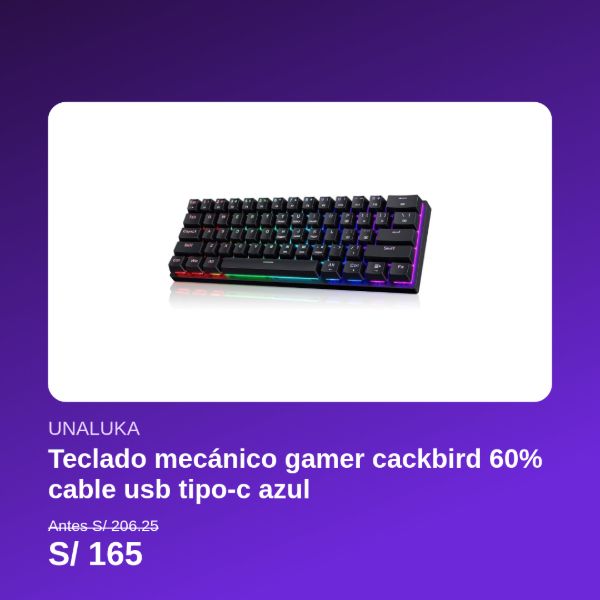 UNALUKA
Teclado mecánico gamer cackbird 60%
cable usb tipo-c azul
Antes S/ 206.25
S/ 165